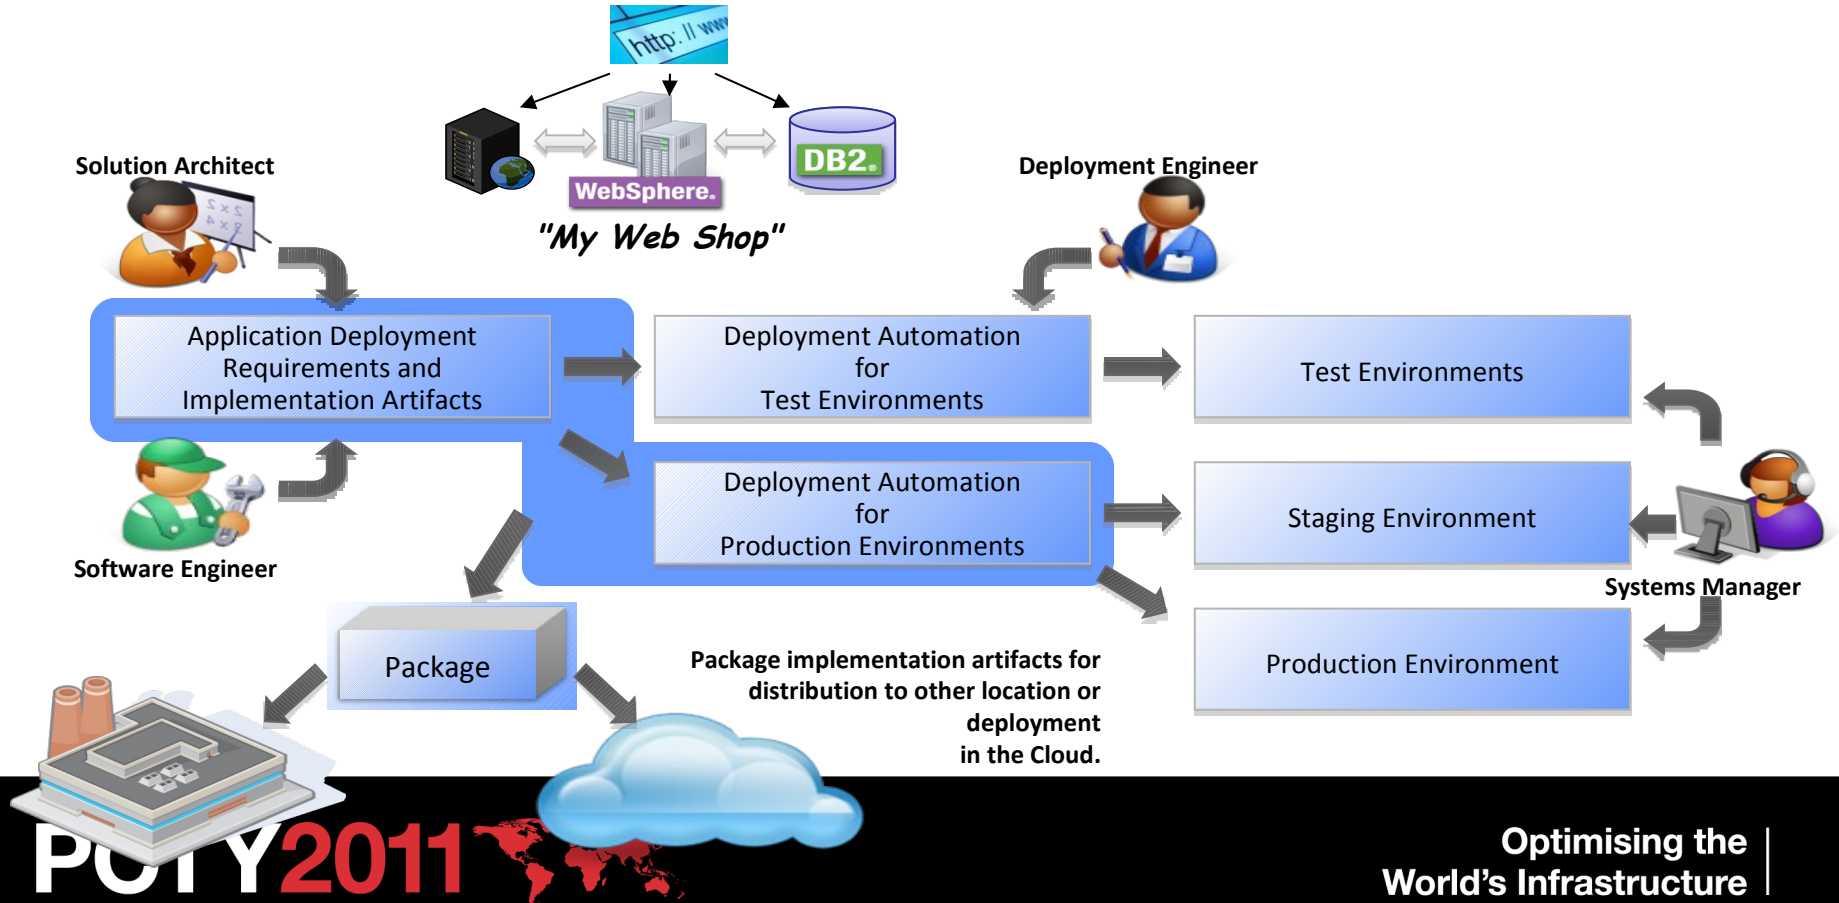 http: // www
DB2®
WebSphere®
"My Web Shop"
Solution Architect
2 x 2
Deployment Engineer
Application Deployment
Requirements and
Implementation Artifacts
Deployment Automation
for
Test Environments
Test Environments
Software Engineer
Deployment Automation
for
Production Environments
Staging Environment
Systems Manager
Package
Package implementation artifacts for
distribution to other location or
deployment
in the Cloud.
Production Environment
2011
Optimising the
World's Infrastructure